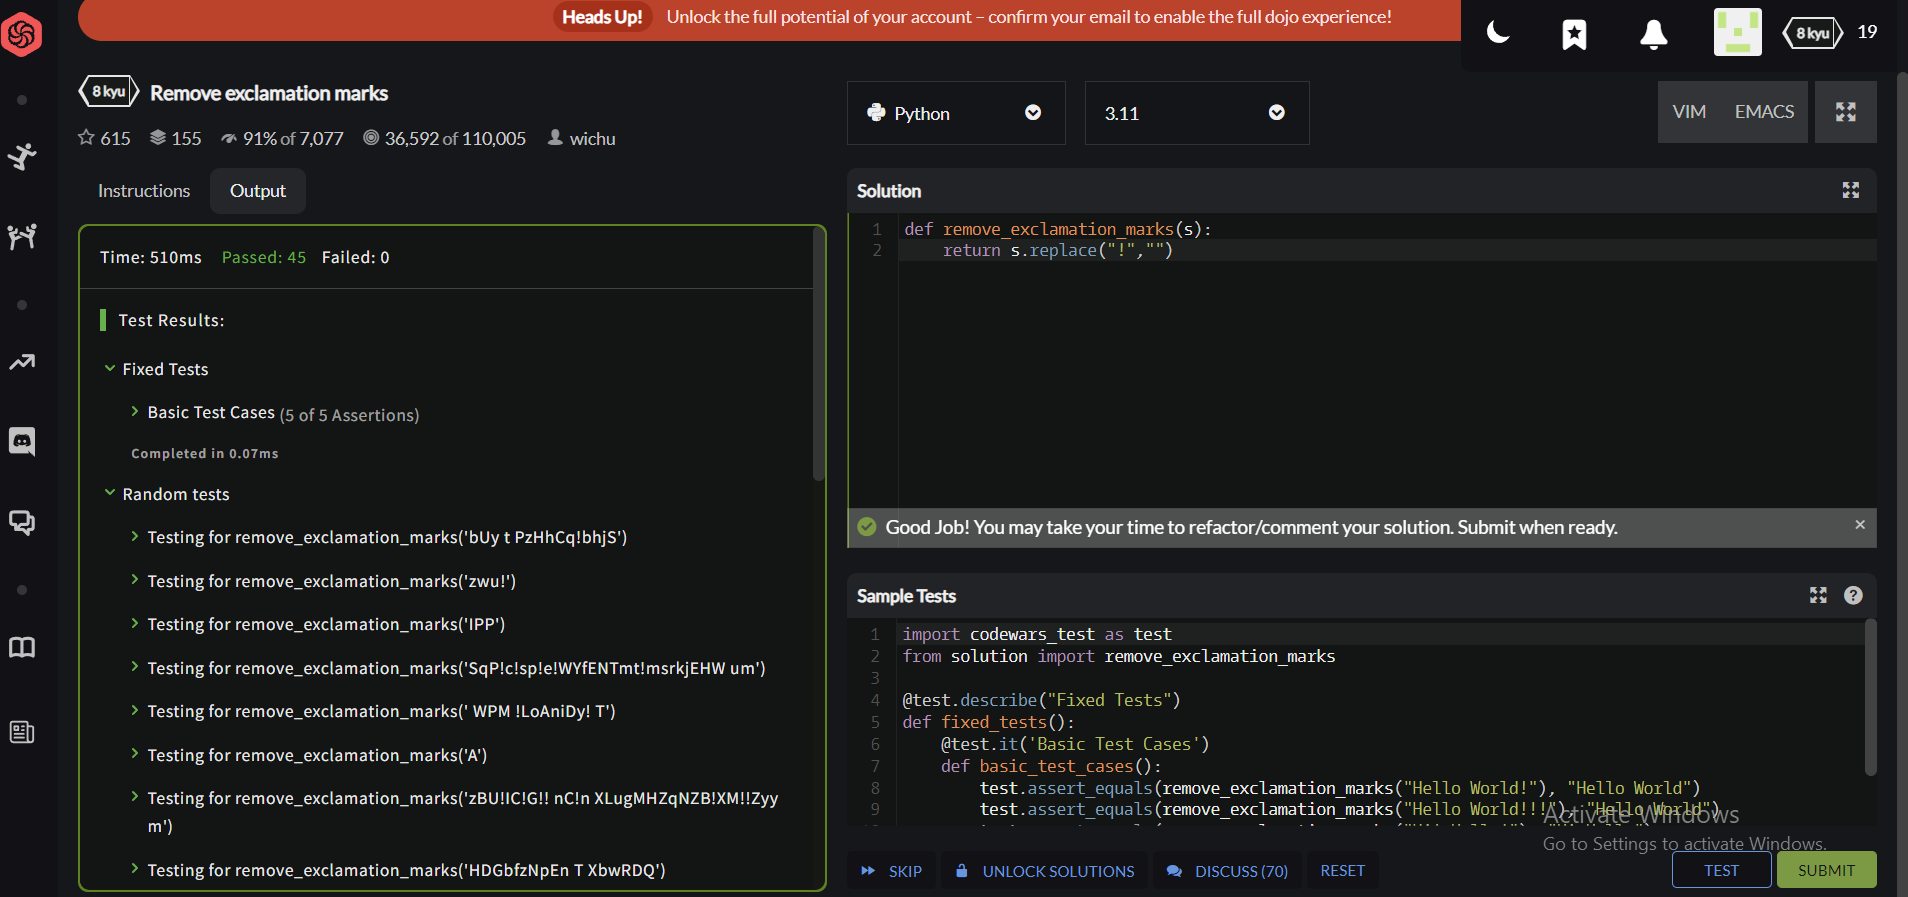 Heads Up! Unlock the full potential of your account – confirm your email to enable the full dojo experience!
8 kyu 19
8 kyu Remove exclamation marks
615 155 91% of 7,077 36,592 of 110,005 wichu
Python
3.11
VIM EMACS
Instructions Output
Time: 510ms Passed: 45 Failed: 0
Test Results:
Fixed Tests
Basic Test Cases (5 of 5 Assertions)
Completed in 0.07ms
Random tests
Testing for remove_exclamation_marks('bUy t PzHhCq!bhjS')
Testing for remove_exclamation_marks('zwu!')
Testing for remove_exclamation_marks('IPP')
Testing for remove_exclamation_marks('SqP!c!sp!e!WYfENTmt!msrkjEHW um')
Testing for remove_exclamation_marks(' WPM !LoAniDy! T')
Testing for remove_exclamation_marks('A')
Testing for remove_exclamation_marks('zBU!IC!G!! nC!n XLugMHZqNZB!XM!!Zyy
m')
Testing for remove_exclamation_marks('HDGbfzNpEn T XbwRDQ')
Solution
1 def remove_exclamation_marks(s):
2 return s.replace("!","")
Good Job! You may take your time to refactor/comment your solution. Submit when ready.
Sample Tests
1 import codewars_test as test
2 from solution import remove_exclamation_marks
3
4 @test.describe("Fixed Tests")
5 def fixed_tests():
6 @test.it('Basic Test Cases')
7 def basic_test_cases():
8 test.assert_equals(remove_exclamation_marks("Hello World!"), "Hello World")
9 test.assert_equals(remove_exclamation_marks("Hello World!!!"), "Hello World")
Activate Windows
Go to Settings to activate Windows.
SKIP UNLOCK SOLUTIONS DISCUSS (70) RESET TEST SUBMIT